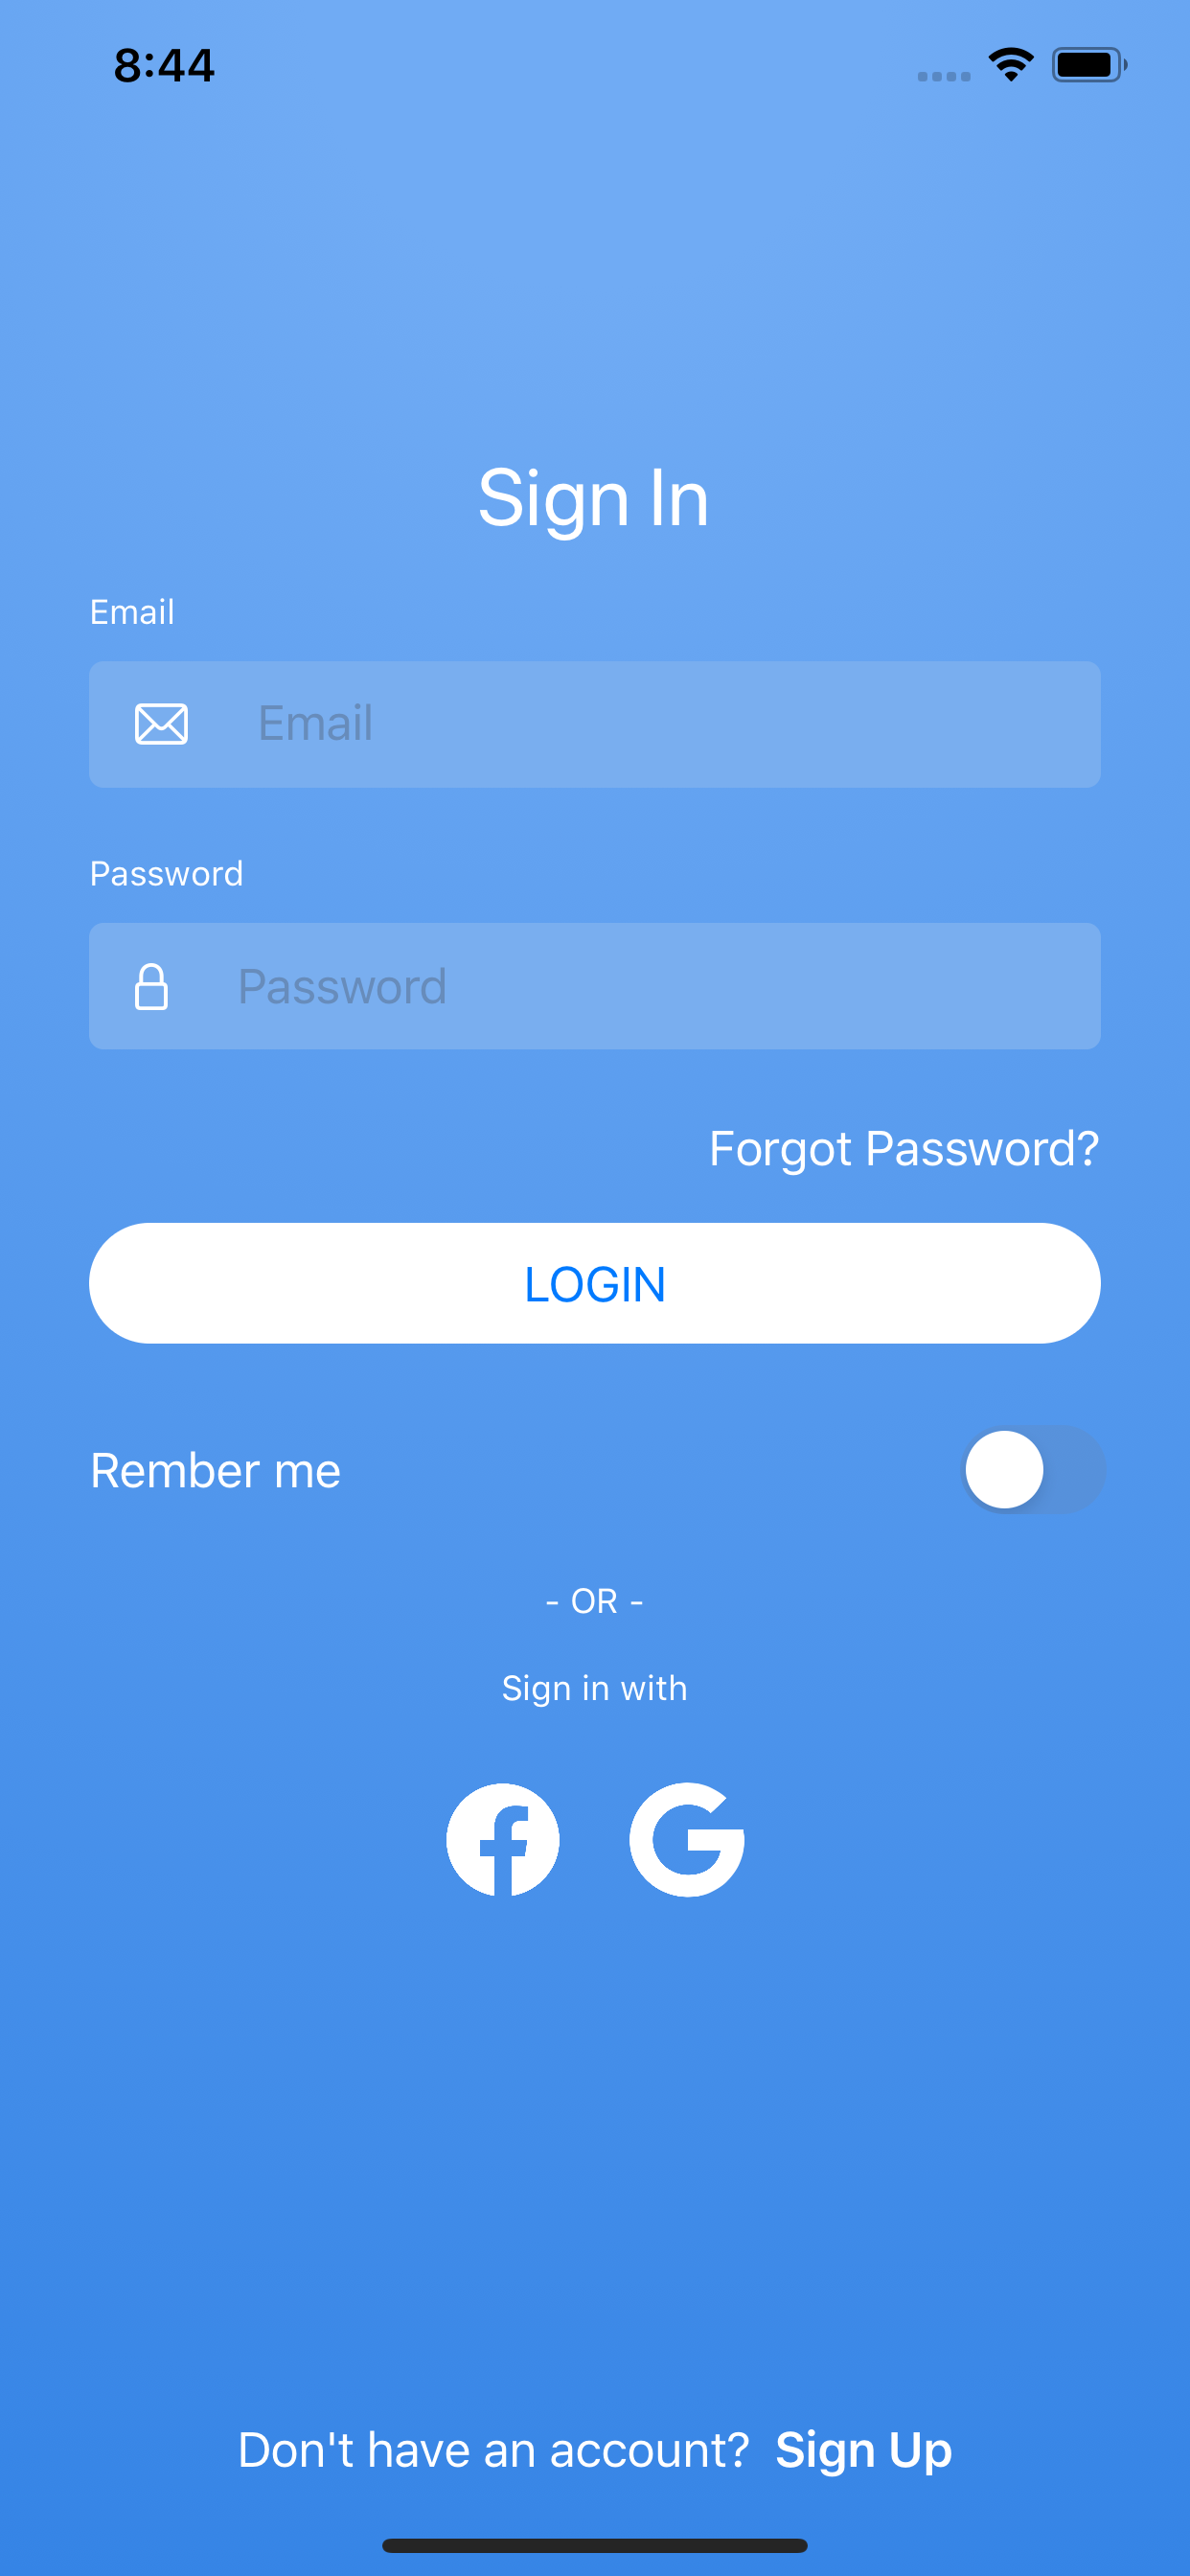 8:44
Sign In
Email
Email
Password
Password
Forgot Password?
LOGIN
Rember me
- OR -
Sign in with
Don't have an account? Sign Up